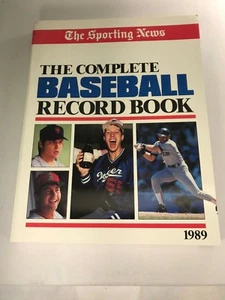 The Sporting News
THE COMPLETE
BASEBALL
RECORD BOOK
1989